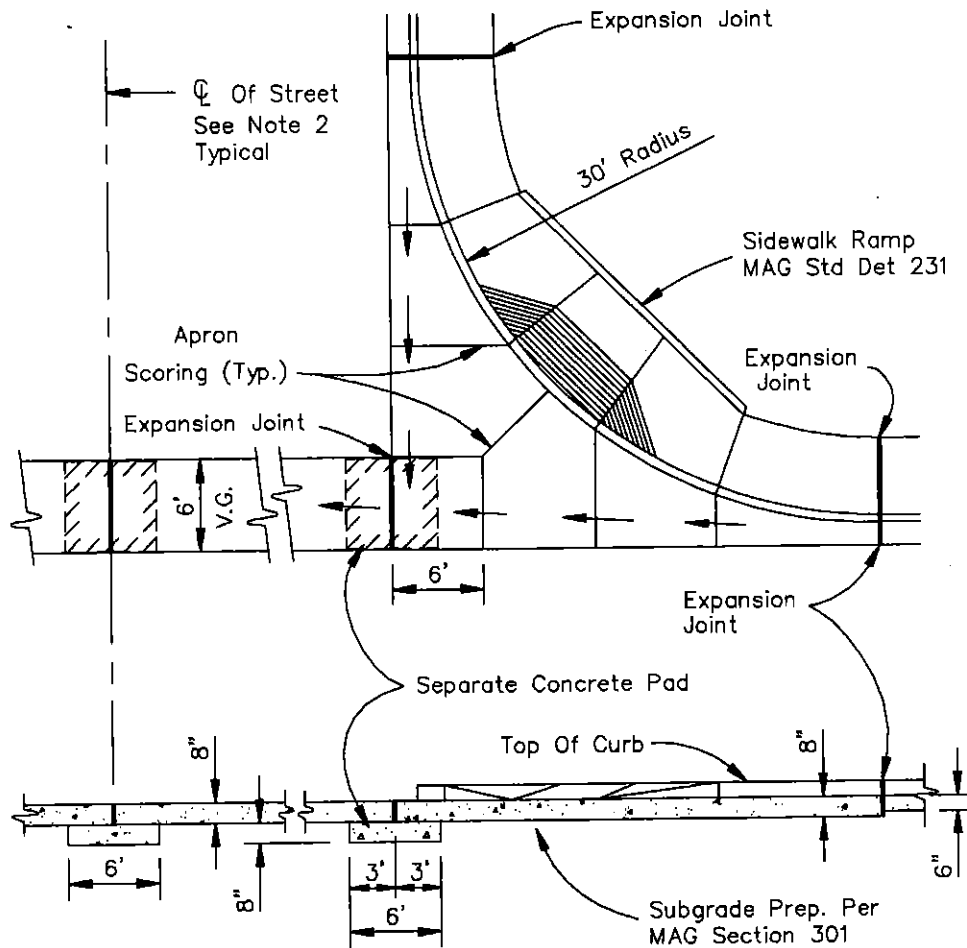 Expansion Joint
℄ Of Street
See Note 2
Typical
30' Radius
Sidewalk Ramp
MAG Std Det 231
Apron
Scoring (Typ.)
Expansion
Joint
Expansion Joint
6'
V.G.
6'
Expansion
Joint
Separate Concrete Pad
Top Of Curb
8"
8"
6'
8"
3'
3'
6'
6"
Subgrade Prep. Per
MAG Section 301